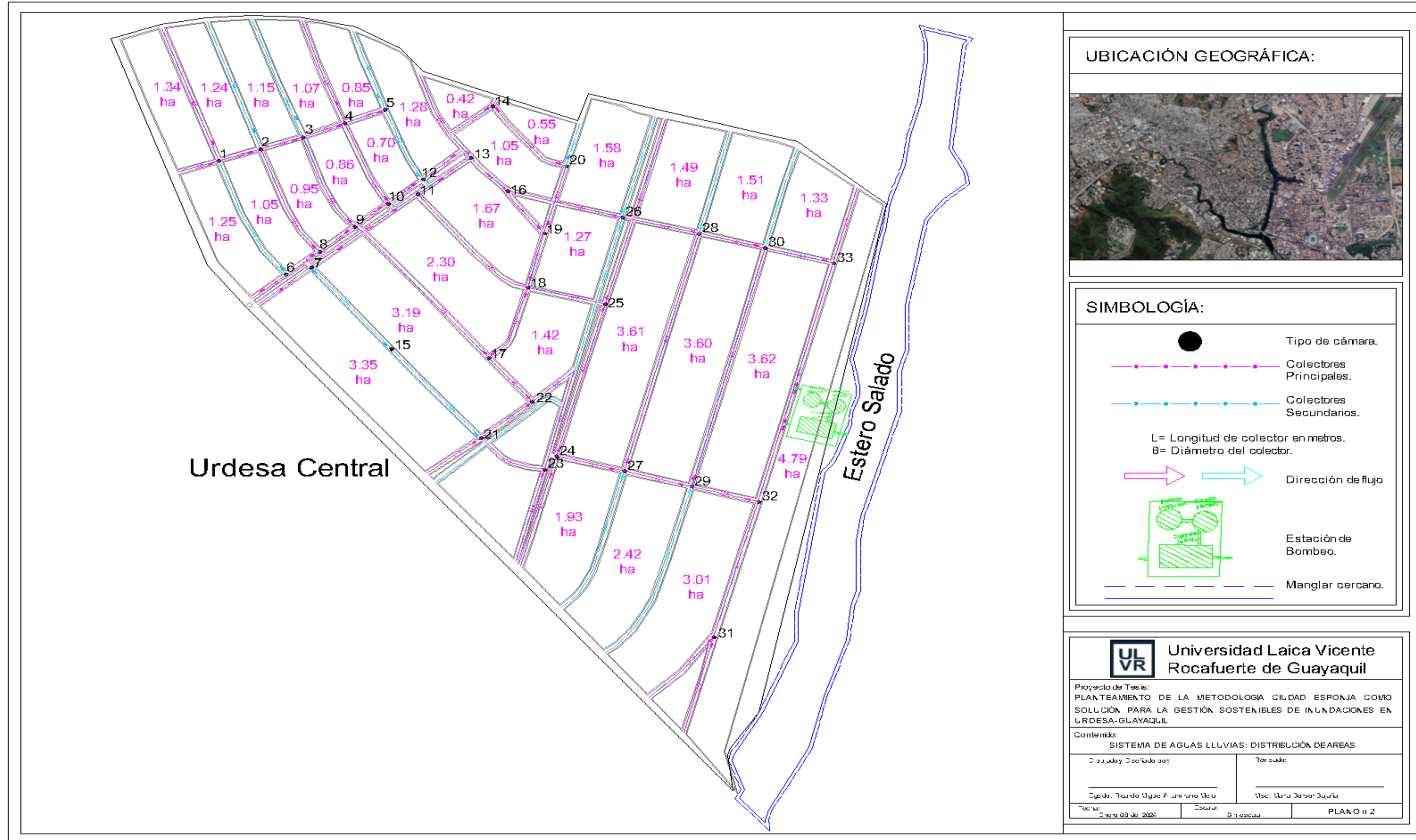 1.34
ha
1.24
ha
1.15
ha
1.07
ha
0.85
ha
5
1.28
ha
0.42
ha
14
0.55
ha
1
2
3
4
0.70
ha
0.86
ha
0.95
ha
1.05
ha
1.25
ha
12
13
1.05
ha
20
1.58
ha
1.49
ha
1.51
ha
1.33
ha
10
11
16
9
8
6
7
1.67
ha
19
1.27
ha
26
28
30
33
2.30
ha
18
25
3.19
ha
3.35
ha
15
17
1.42
ha
3.61
ha
3.60
ha
3.62
ha
22
21
23
24
27
29
32
4.79
ha
1.93
ha
2.42
ha
3.01
ha
31
Urdesa Central
Estero Salado
UBICACIÓN GEOGRÁFICA:
SIMBOLOGÍA:
Tipo de cámara.
Colectores
Principales.
Colectores
Secundarios.
L= Longitud de colector en metros.
θ= Diámetro del colector.
Dirección de flujo
Estación de
Bombeo.
Manglar cercano.
UL
VR
Universidad Laica Vicente
Rocafuerte de Guayaquil
Proyecto de Tesis:
PLANTEAMIENTO DE LA METODOLOGIA CIUDAD ESPONJA COMO
SOLUCIÓN PARA LA GESTIÓN SOSTENIBLES DE INUNDACIONES EN
URDESA-GUAYAQUIL
Contenido:
SISTEMA DE AGUAS LLUVIAS: DISTRIBUCIÓN DE AREAS
Revisado:
Fecha:
Enero de 2024
Escala:
Sin escala
PLANO n 2